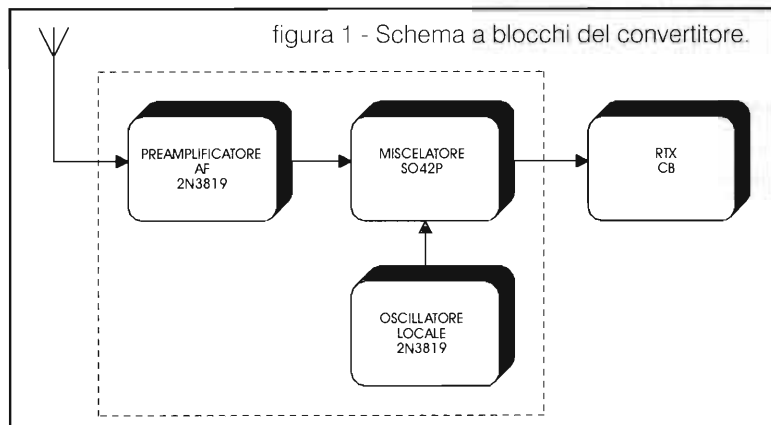 figura 1 - Schema a blocchi del convertitore.
PREAMPLIFICATORE
AF
2N3819
MISCELATORE
SO42P
RTX
CB
OSCILLATORE
LOCALE
2N3819